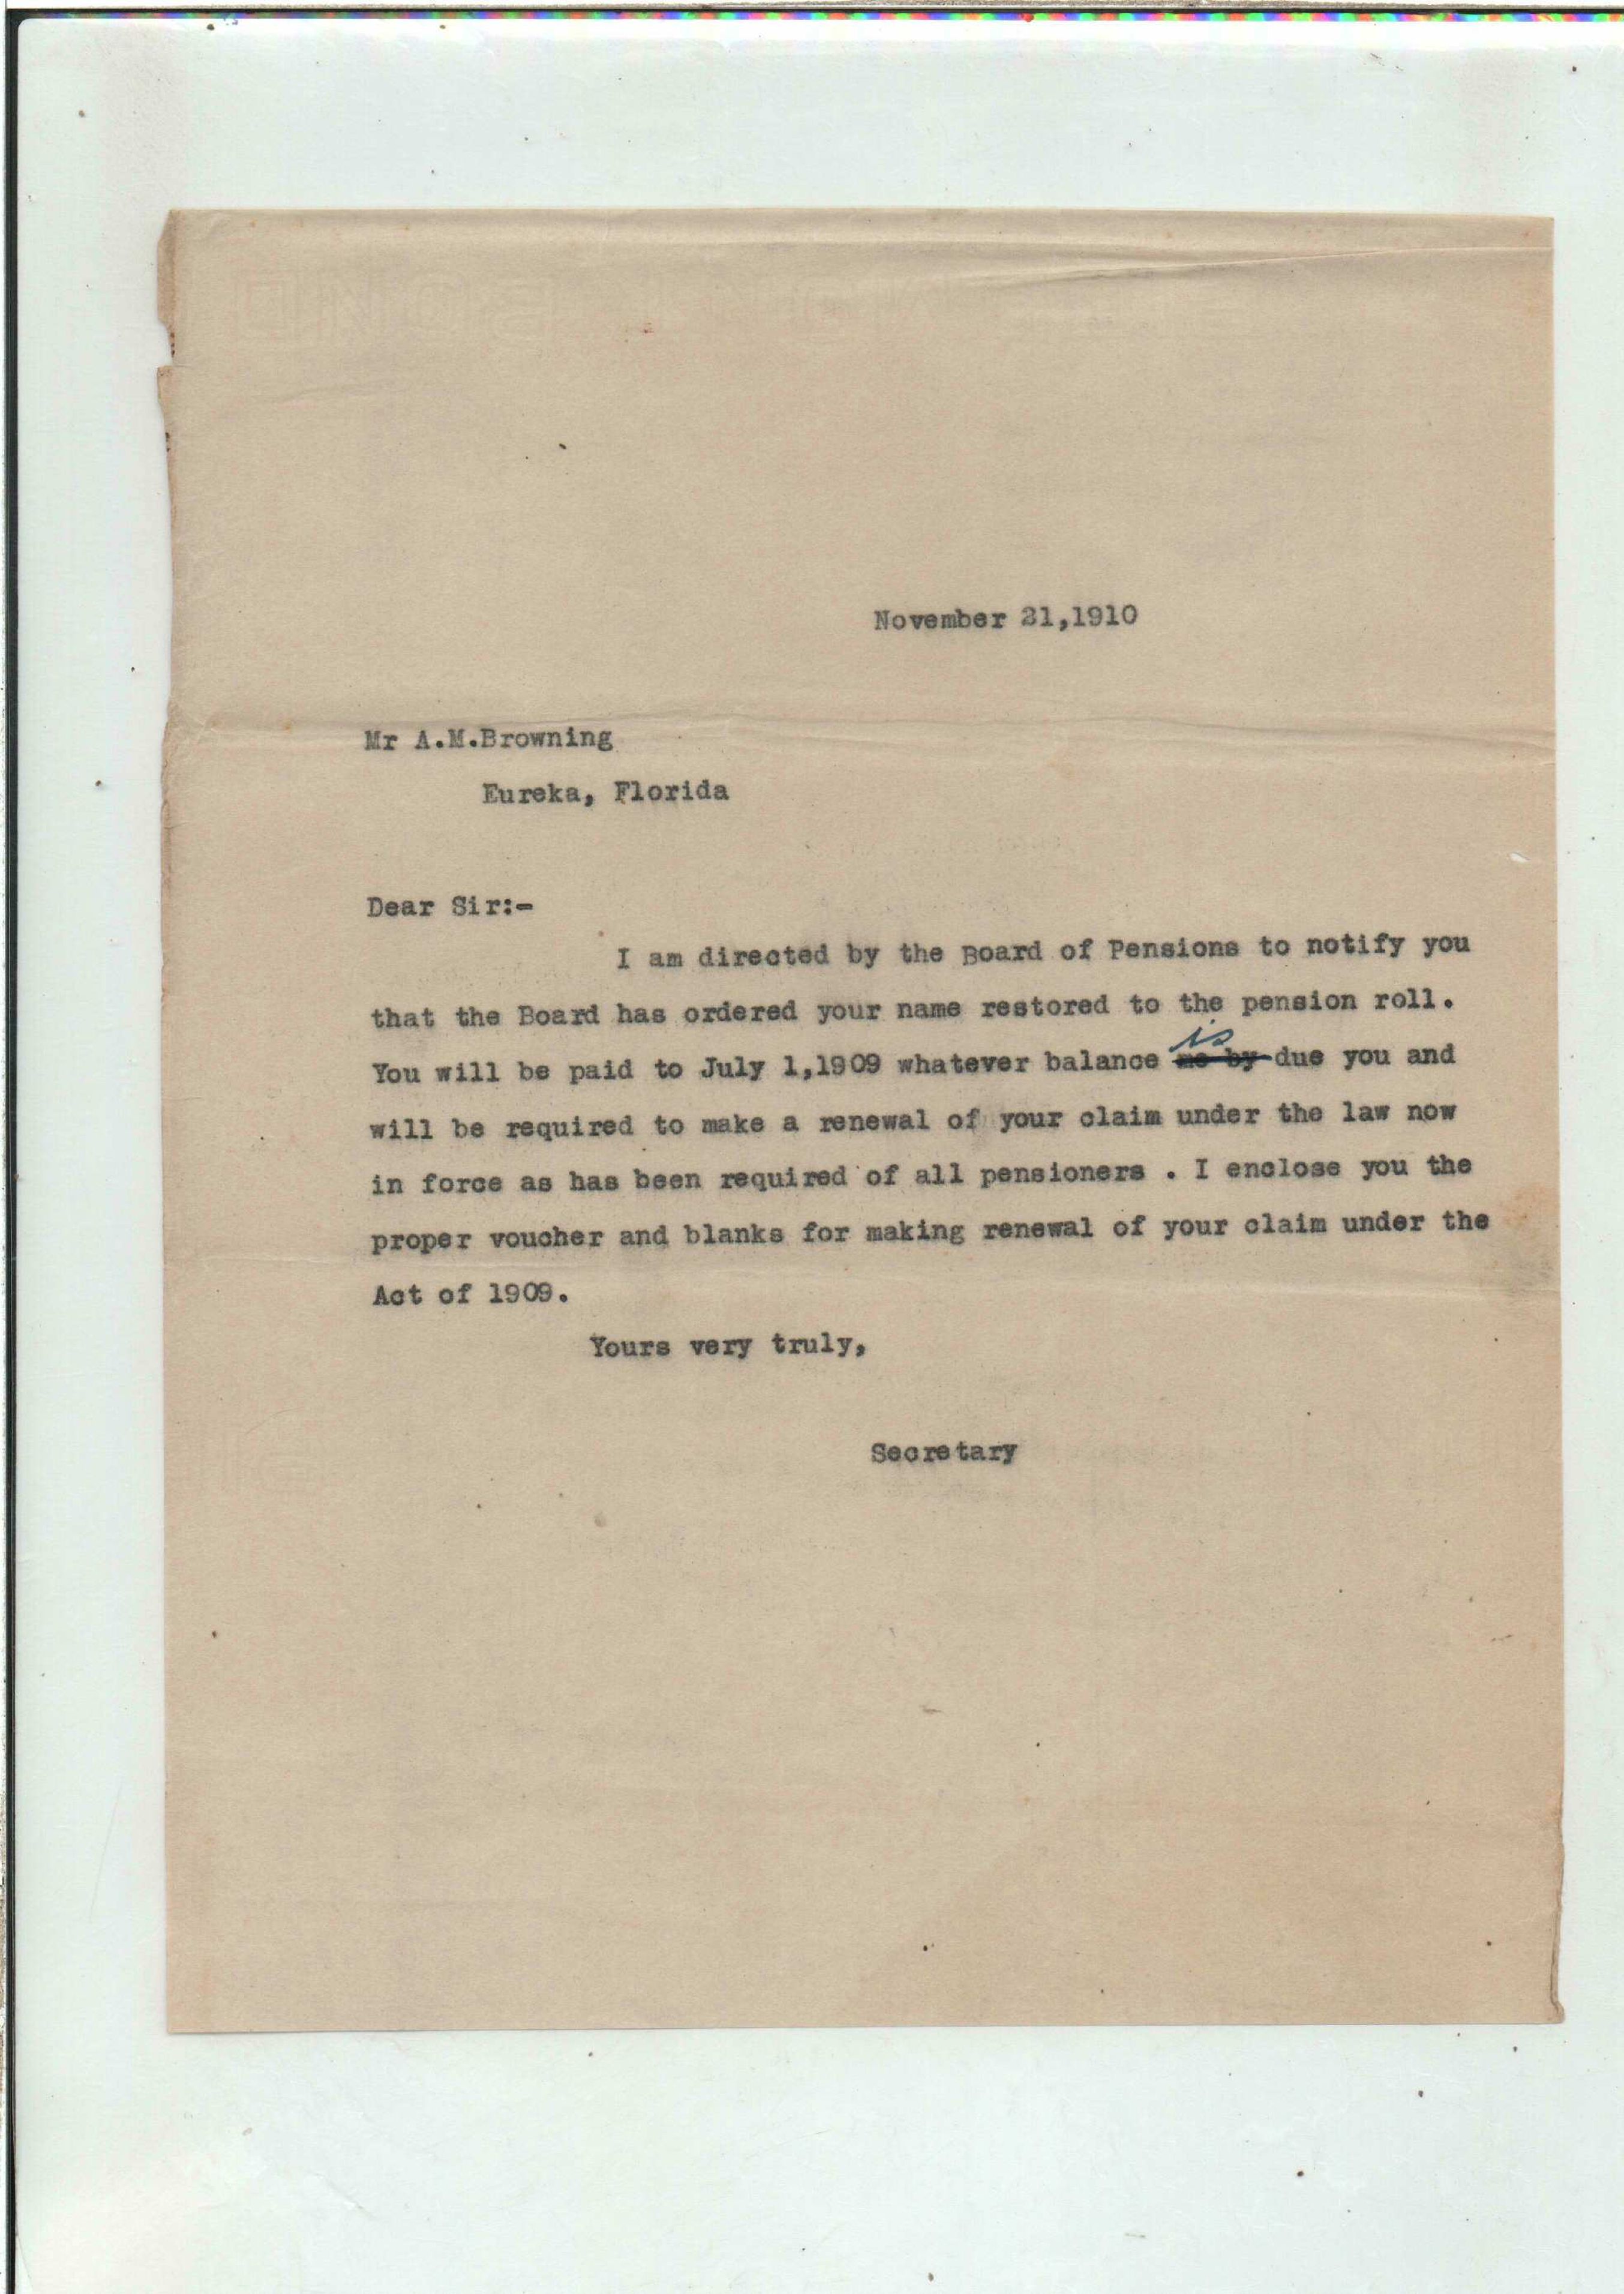 November 21,1910
Mr A.M.Browning
Eureka, Florida
Dear Sir:-
I am directed by the Board of Pensions to notify you
that the Board has ordered your name restored to the pension roll.
is
You will be paid to July 1,1909 whatever balance due you and
will be required to make a renewal of your claim under the law now
in force as has been required of all pensioners . I enclose you the
proper voucher and blanks for making renewal of your claim under the
Act of 1909.
Yours very truly,
Secretary